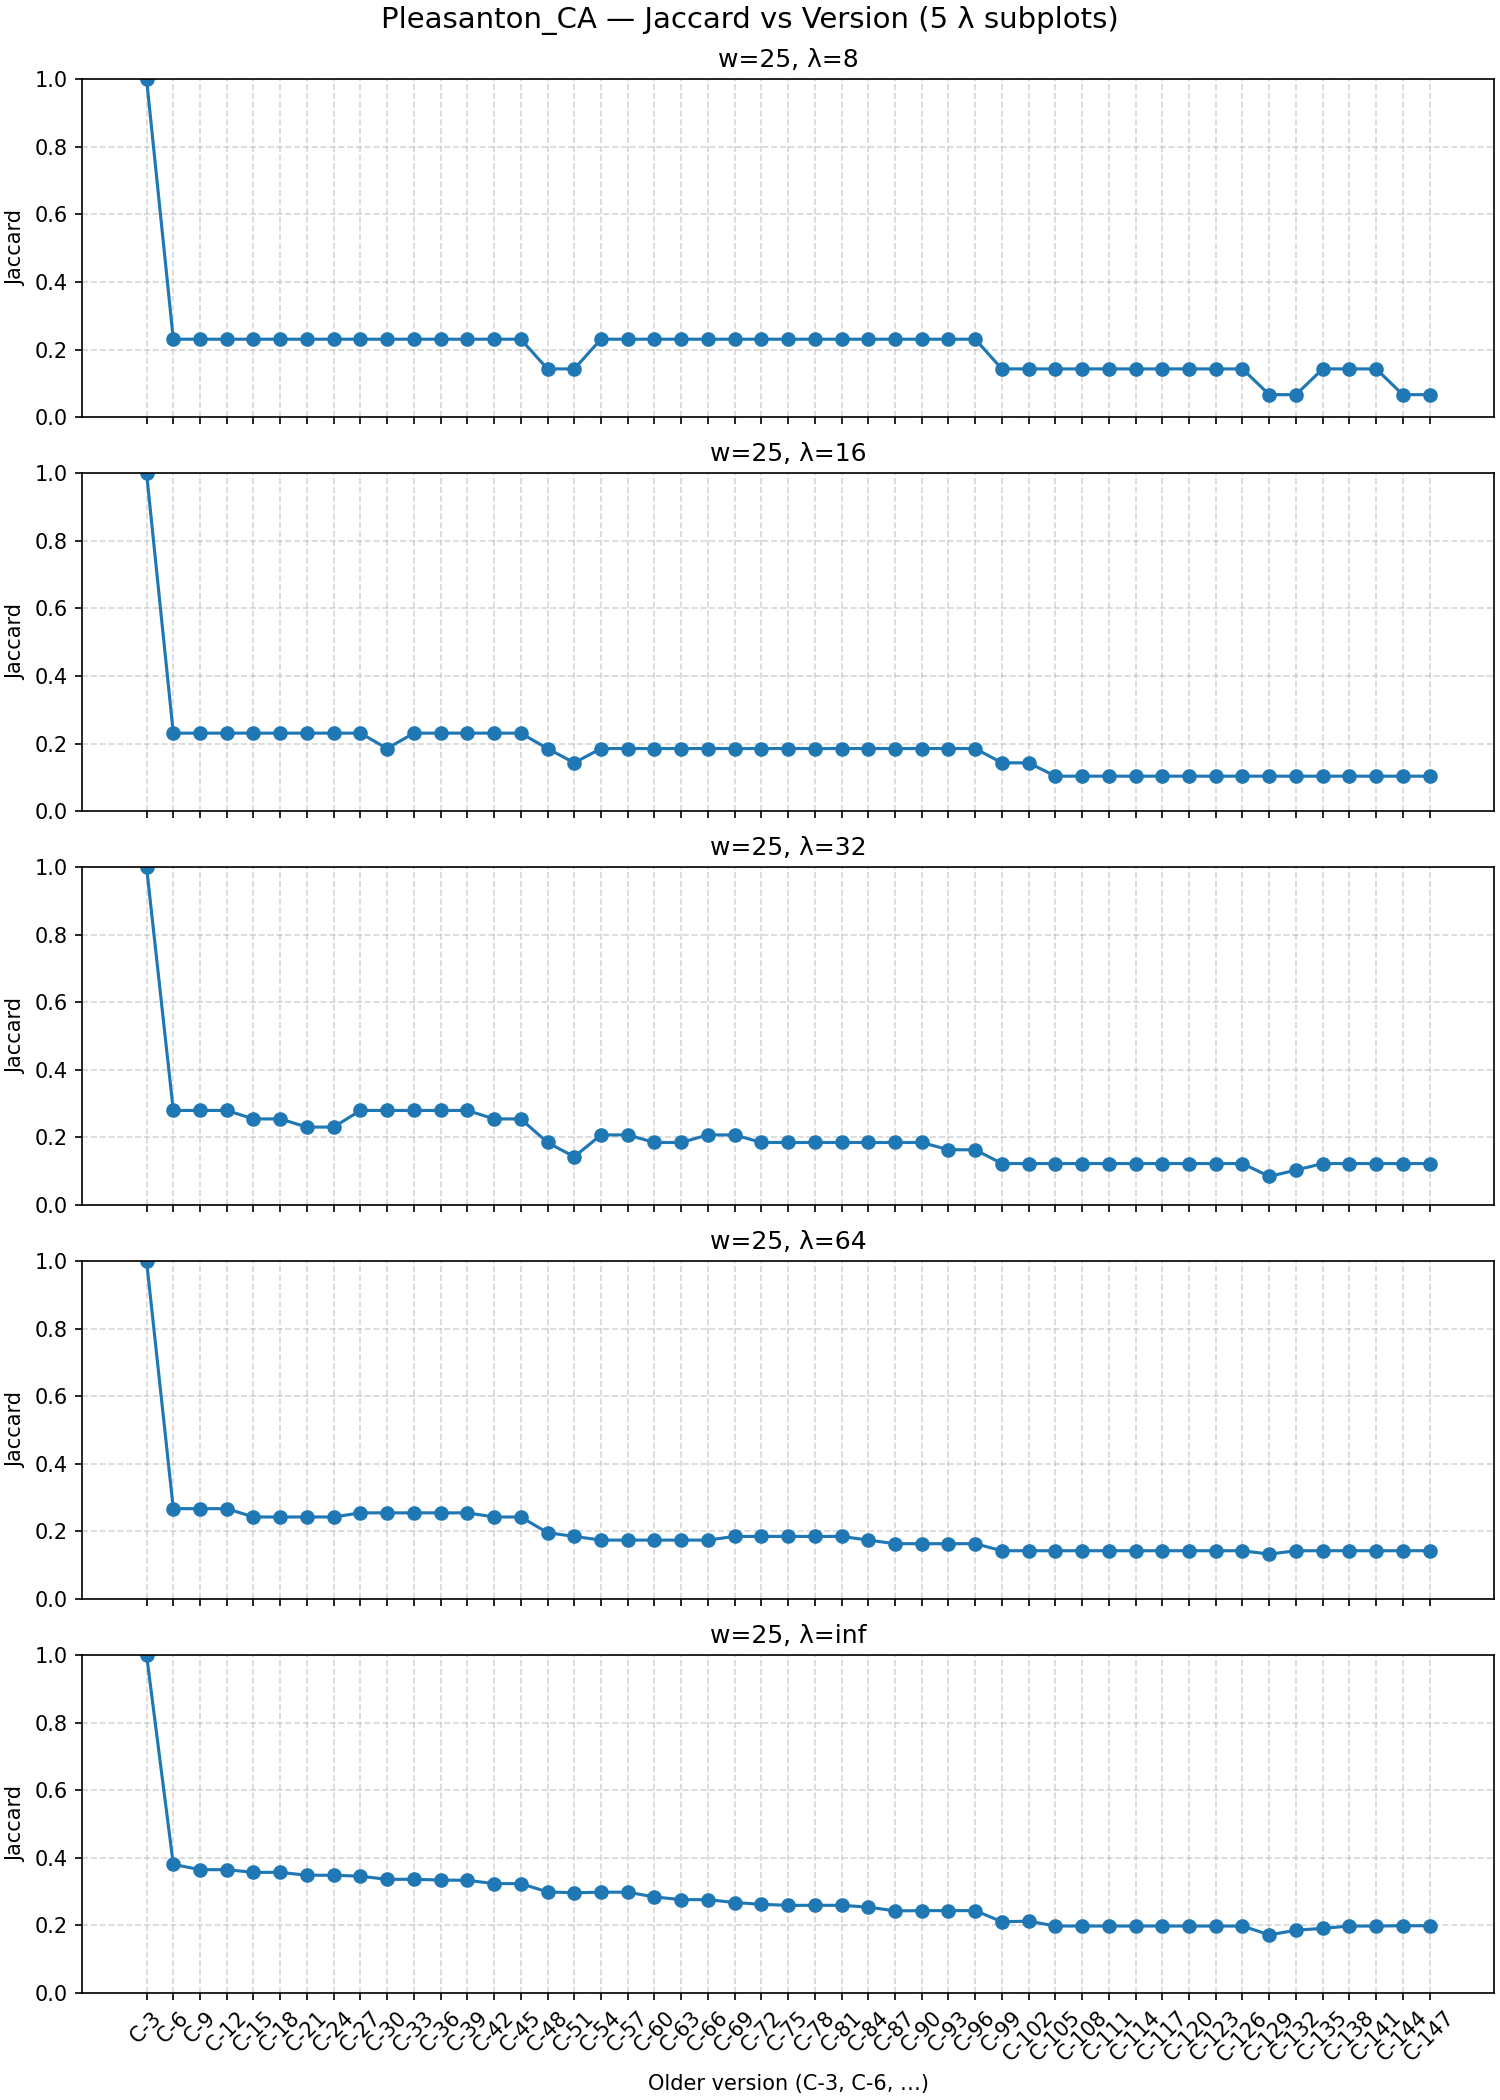 Pleasanton_CA — Jaccard vs Version (5 λ subplots)
w=25, λ=8
1.0
0.8
0.6
0.4
0.2
0.0
Jaccard
w=25, λ=16
1.0
0.8
0.6
0.4
0.2
0.0
Jaccard
w=25, λ=32
1.0
0.8
0.6
0.4
0.2
0.0
Jaccard
w=25, λ=64
1.0
0.8
0.6
0.4
0.2
0.0
Jaccard
w=25, λ=inf
1.0
0.8
0.6
0.4
0.2
0.0
Jaccard
C-3 C-6 C-9 C-12 C-15 C-18 C-21 C-24 C-27 C-30 C-33 C-36 C-39 C-42 C-45 C-48 C-51 C-54 C-57 C-60 C-63 C-66 C-69 C-72 C-75 C-78 C-81 C-84 C-87 C-90 C-93 C-96 C-99 C-102 C-105 C-108 C-111 C-114 C-117 C-120 C-123 C-126 C-129 C-132 C-135 C-138 C-141 C-144 C-147
Older version (C-3, C-6, ...)